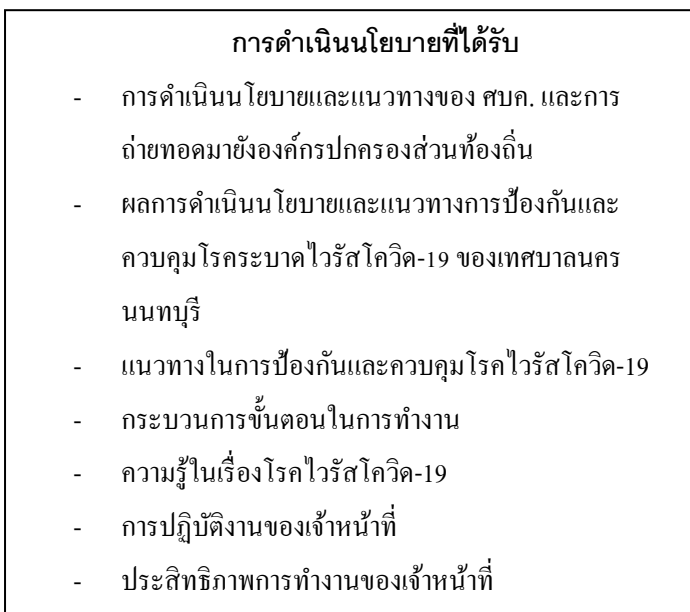 การดำเนินนโยบายที่ได้รับ
- การดำเนินนโยบายและแนวทางของ ศบค. และการ
ถ่ายทอดมายังองค์กรปกครองส่วนท้องถิ่น
- ผลการดำเนินนโยบายและแนวทางการป้องกันและ
ควบคุมโรคระบาดไวรัสโควิด-19 ของเทศบาลนคร
นนทบุรี
- แนวทางในการป้องกันและควบคุมโรคไวรัสโควิด-19
- กระบวนการขั้นตอนในการทำงาน
- ความรู้ในเรื่องโรคไวรัสโควิด-19
- การปฏิบัติงานของเจ้าหน้าที่
- ประสิทธิภาพการทำงานของเจ้าหน้าที่